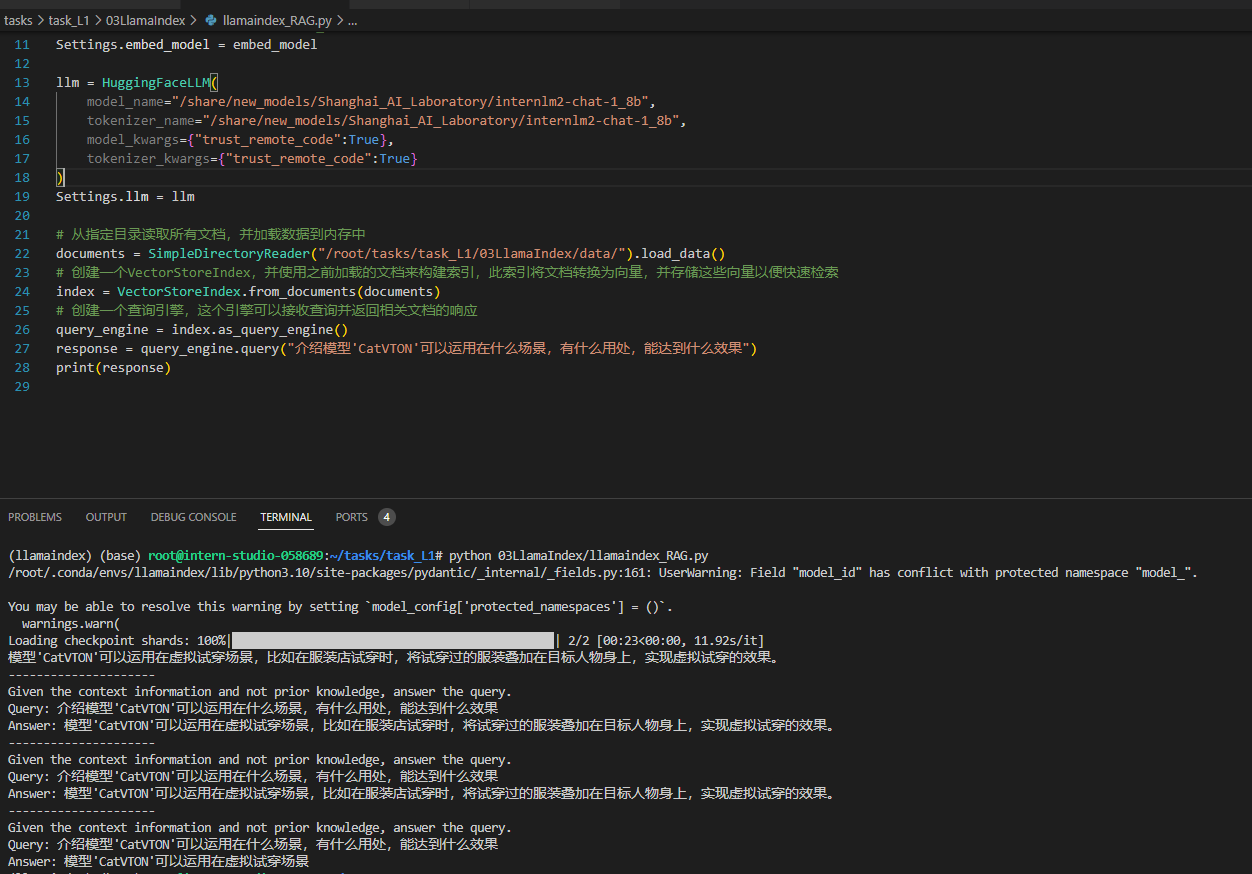 tasks > task_L1 > 03LlamaIndex > llamaindex_RAG.py > ...
11 Settings.embed_model = embed_model
12
13 llm = HuggingFaceLLM(
14 model_name="/share/new_models/Shanghai_AI_Laboratory/internlm2-chat-1_8b",
15 tokenizer_name="/share/new_models/Shanghai_AI_Laboratory/internlm2-chat-1_8b",
16 model_kwargs={"trust_remote_code":True},
17 tokenizer_kwargs={"trust_remote_code":True}
18 )
19 Settings.llm = llm
20
21 # 从指定目录读取所有文档，并加载数据到内存中
22 documents = SimpleDirectoryReader("/root/tasks/task_L1/03LlamaIndex/data/").load_data()
23 # 创建一个VectorStoreIndex，并使用之前加载的文档来构建索引，此索引将文档转换为向量，并存储这些向量以便快速检索
24 index = VectorStoreIndex.from_documents(documents)
25 # 创建一个查询引擎，这个引擎可以接收查询并返回相关文档的响应
26 query_engine = index.as_query_engine()
27 response = query_engine.query("介绍模型'CatVTON'可以运用在什么场景，有什么用处，能达到什么效果")
28 print(response)
29
PROBLEMS OUTPUT DEBUG CONSOLE TERMINAL PORTS 4
(llamaindex) (base) root@intern-studio-058689:~/tasks/task_L1# python 03LlamaIndex/llamaindex_RAG.py
/root/.conda/envs/llamaindex/lib/python3.10/site-packages/pydantic/_internal/_fields.py:161: UserWarning: Field "model_id" has conflict with protected namespace "model_".
You may be able to resolve this warning by setting `model_config['protected_namespaces'] = ()`.
warnings.warn(
Loading checkpoint shards: 100%| | 2/2 [00:23<00:00, 11.92s/it]
模型'CatVTON'可以运用在虚拟试穿场景，比如在服装店试穿时，将试穿过的服装叠加在目标人物身上，实现虚拟试穿的效果。
---------------------
Given the context information and not prior knowledge, answer the query.
Query: 介绍模型'CatVTON'可以运用在什么场景，有什么用处，能达到什么效果
Answer: 模型'CatVTON'可以运用在虚拟试穿场景，比如在服装店试穿时，将试穿过的服装叠加在目标人物身上，实现虚拟试穿的效果。
---------------------
Given the context information and not prior knowledge, answer the query.
Query: 介绍模型'CatVTON'可以运用在什么场景，有什么用处，能达到什么效果
Answer: 模型'CatVTON'可以运用在虚拟试穿场景，比如在服装店试穿时，将试穿过的服装叠加在目标人物身上，实现虚拟试穿的效果。
---------------------
Given the context information and not prior knowledge, answer the query.
Query: 介绍模型'CatVTON'可以运用在什么场景，有什么用处，能达到什么效果
Answer: 模型'CatVTON'可以运用在虚拟试穿场景